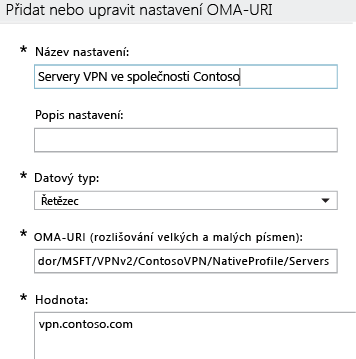 Přidat nebo upravit nastavení OMA-URI
* Název nastavení:
Servery VPN ve společnosti Contoso
Popis nastavení:
* Datový typ:
Řetězec
* OMA-URI (rozlišování velkých a malých písmen):
dor/MSFT/VPNv2/ContosoVPN/NativeProfile/Servers
* Hodnota:
vpn.contoso.com